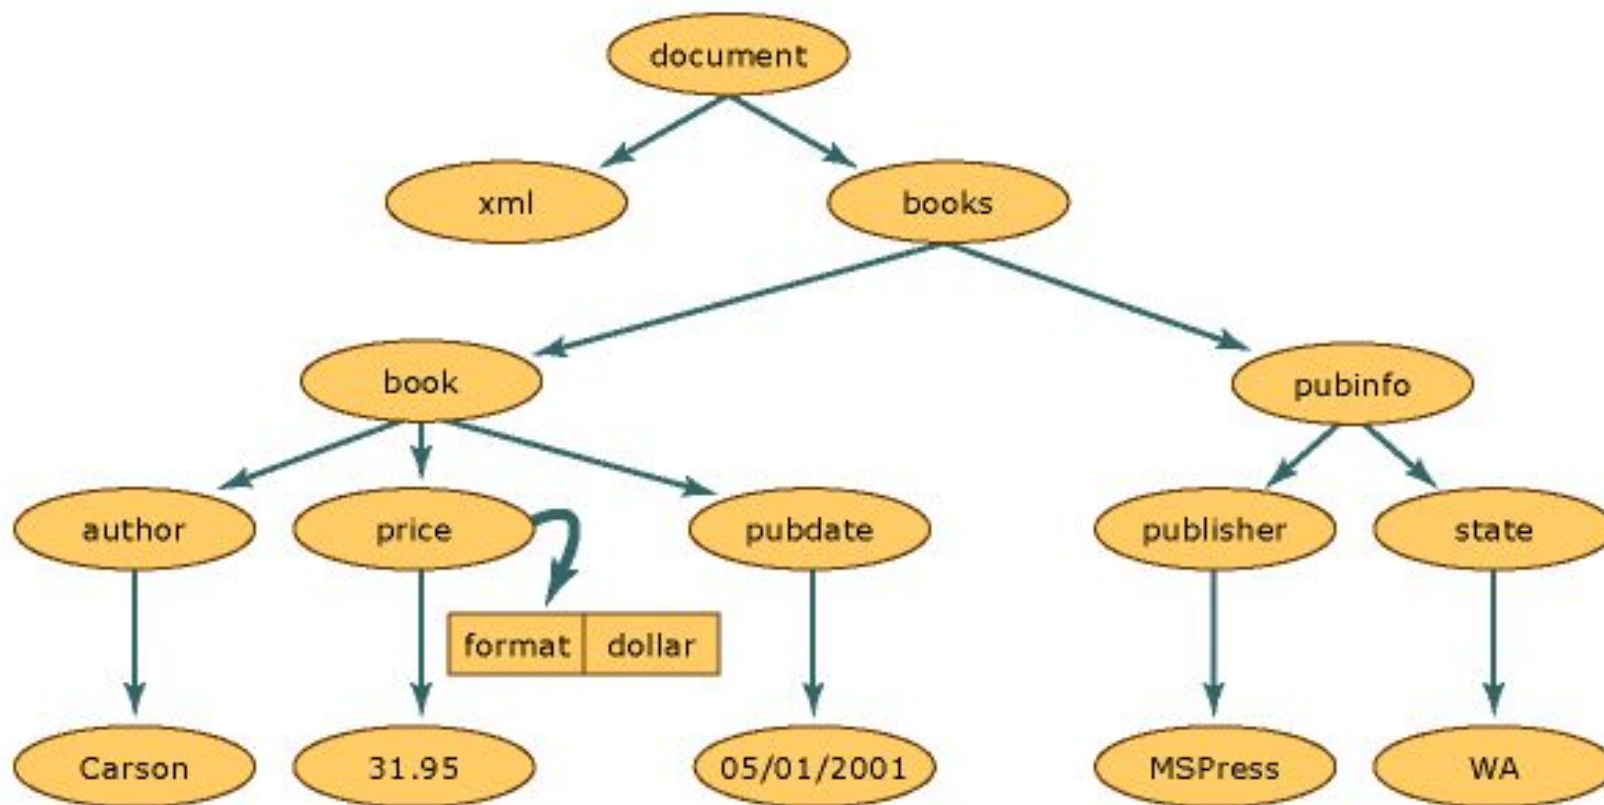 document
xml
books
book
pubinfo
author
price
pubdate
publisher
state
format dollar
Carson
31.95
05/01/2001
MSPress
WA